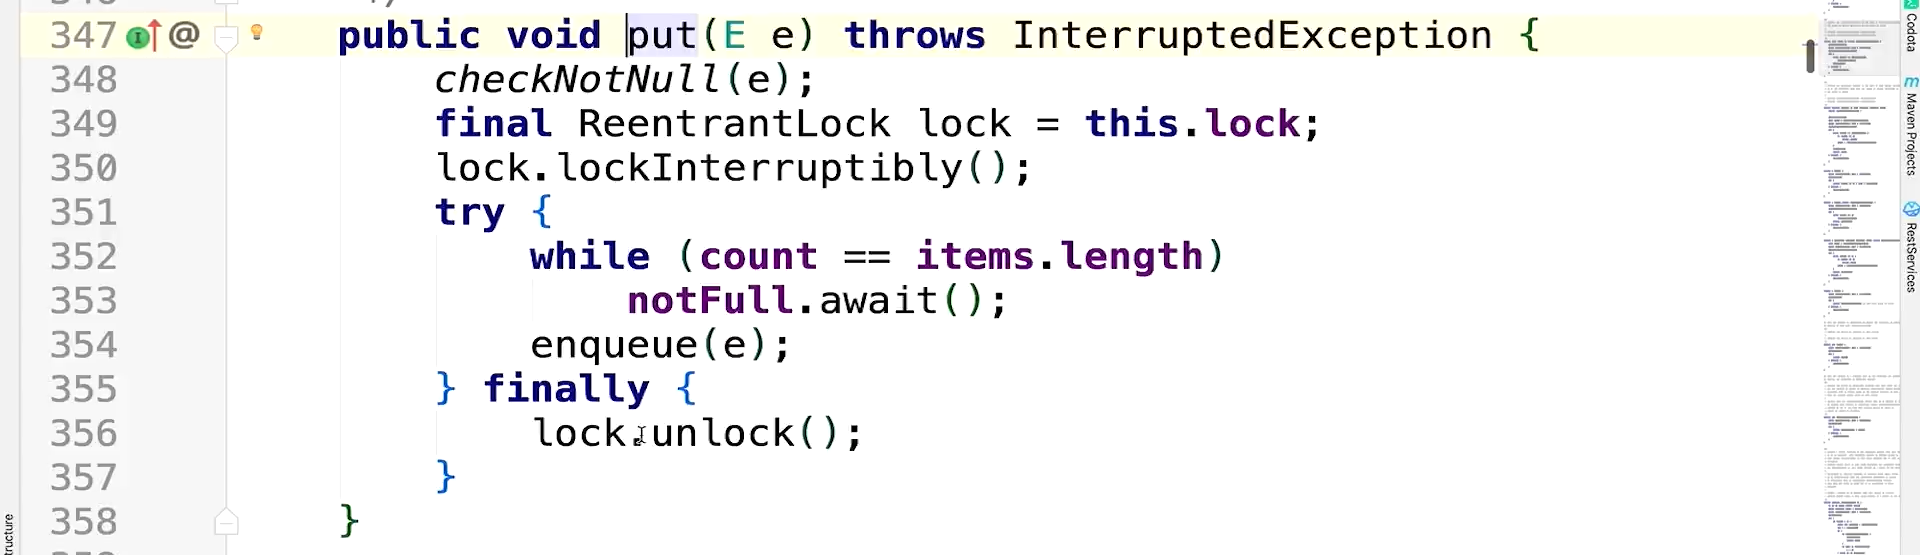 347 @ public void put(E e) throws InterruptedException {
348 checkNotNull(e);
349 final ReentrantLock lock = this.lock;
350 lock.lockInterruptibly();
351 try {
352 while (count == items.length)
353 notFull.await();
354 enqueue(e);
355 } finally {
356 lock.unlock();
357 }
358 }
Codota
m Maven Projects
RestServices
tructure